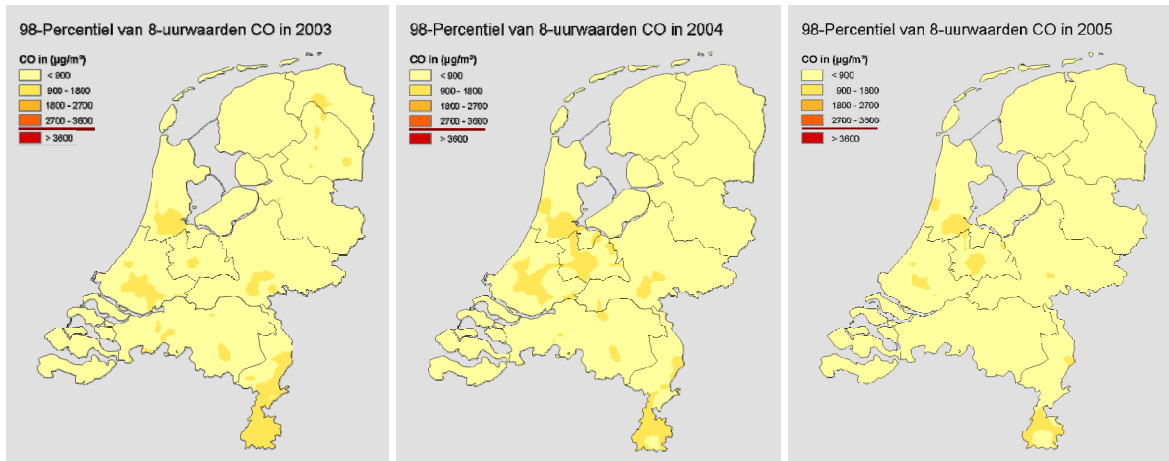 98-Percentiel van 8-uurwaarden CO in 2003
CO in (µg/m³)
< 900
900 - 1800
1800 - 2700
2700 - 3600
> 3600
98-Percentiel van 8-uurwaarden CO in 2004
CO in (µg/m³)
< 900
900 - 1800
1800 - 2700
2700 - 3600
> 3600
98-Percentiel van 8-uurwaarden CO in 2005
CO in (µg/m³)
< 900
900 - 1800
1800 - 2700
2700 - 3600
> 3600